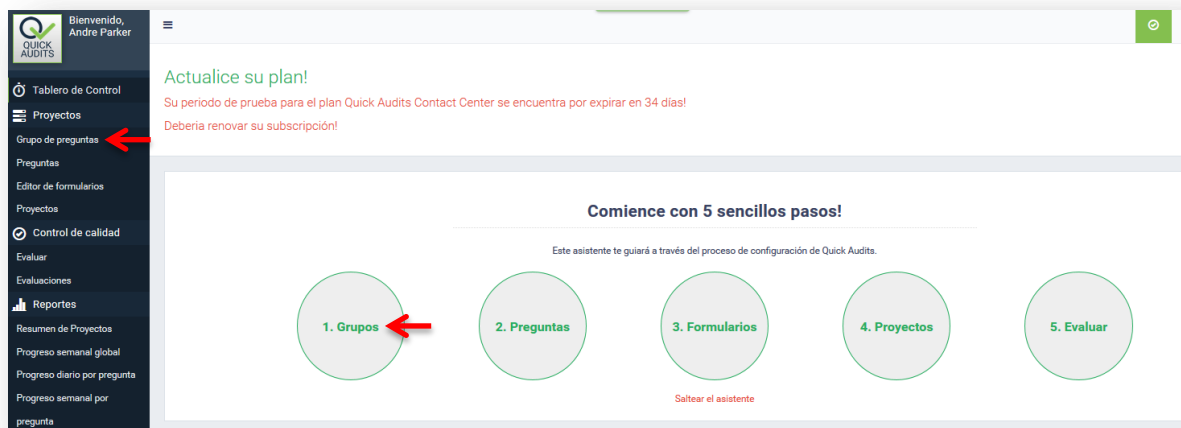 QUICK
AUDITS
Bienvenido,
Andre Parker
Tablero de Control
Proyectos
Grupo de preguntas
Preguntas
Editor de formularios
Proyectos
Control de calidad
Evaluar
Evaluaciones
Reportes
Resumen de Proyectos
Progreso semanal global
Progreso diario por pregunta
Progreso semanal por
pregunta
Actualice su plan!
Su periodo de prueba para el plan Quick Audits Contact Center se encuentra por expirar en 34 días!
Deberia renovar su subscripción!
Comience con 5 sencillos pasos!
Este asistente te guiará a través del proceso de configuración de Quick Audits.
1. Grupos
2. Preguntas
3. Formularios
4. Proyectos
5. Evaluar
Saltear el asistente